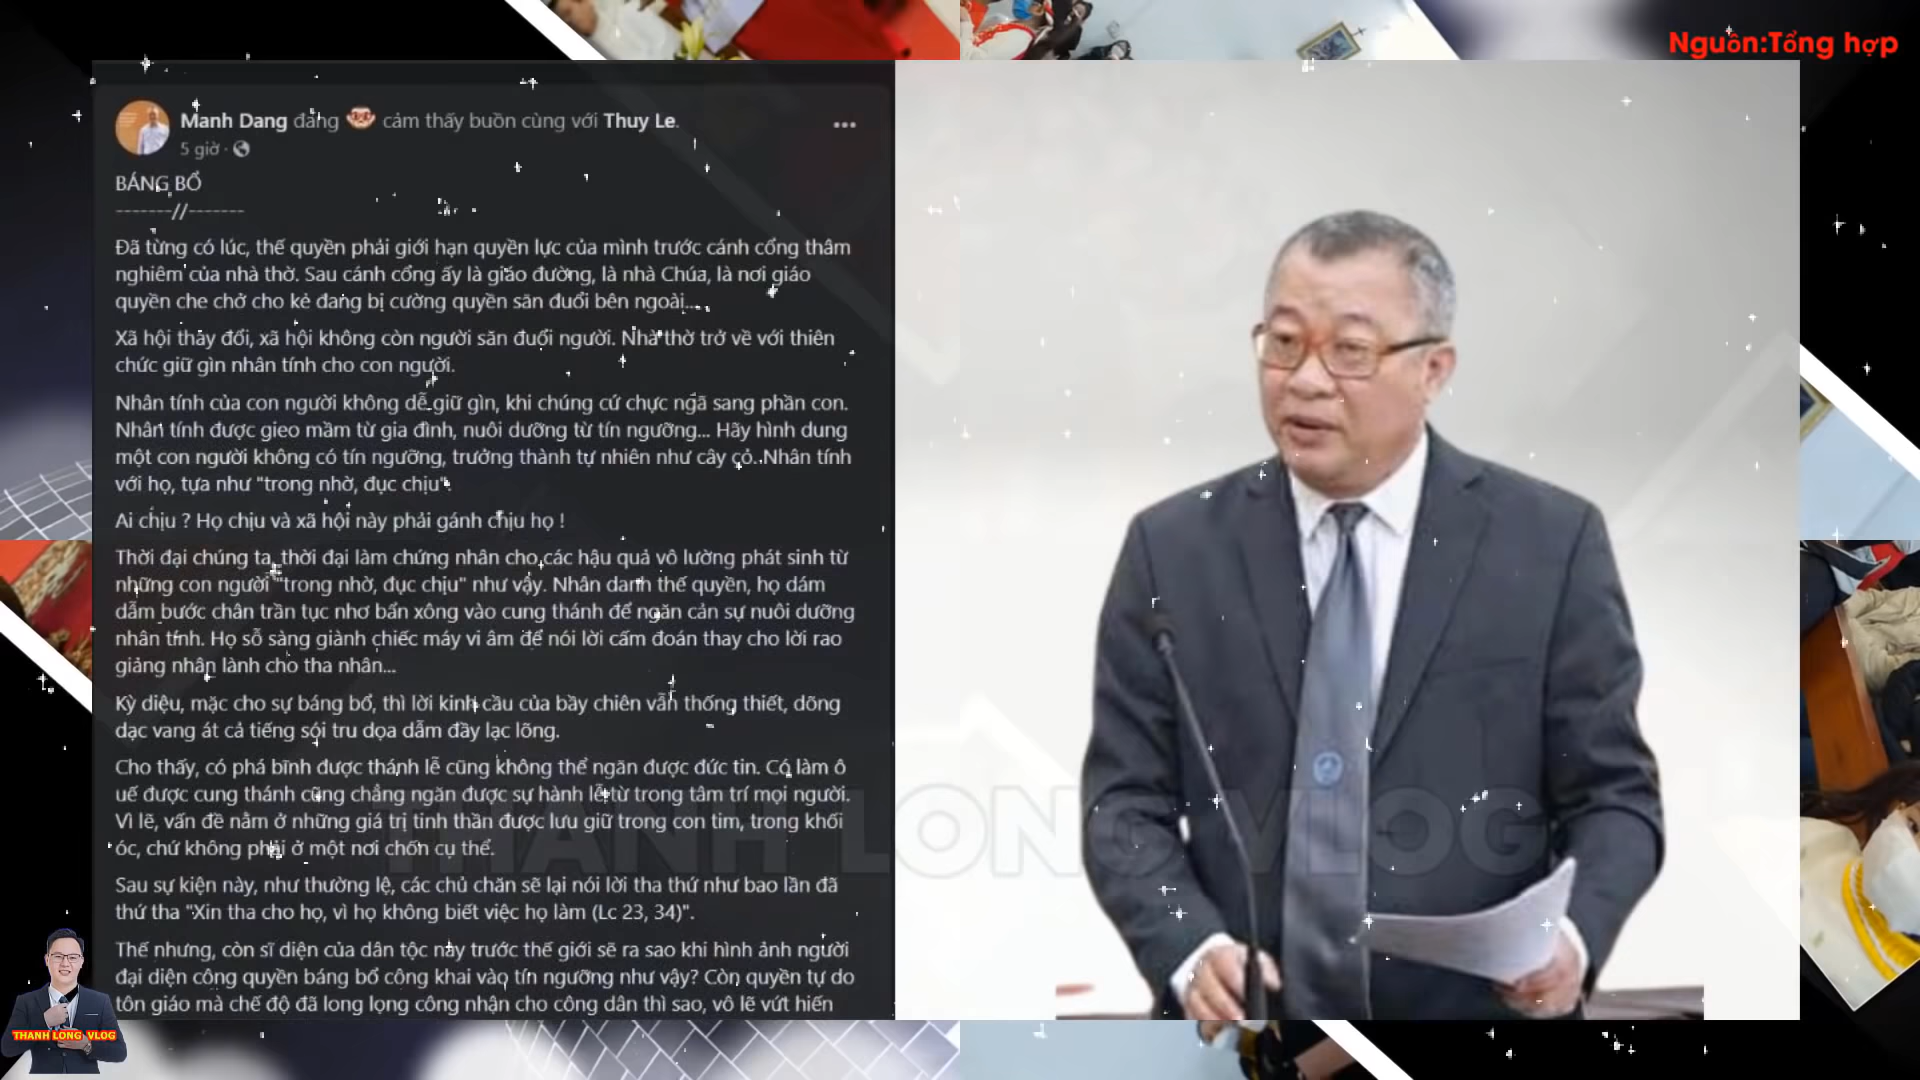 Nguồn:Tổng hợp
Manh Dang đang cảm thấy buồn cùng với Thuy Le.
5 giờ ·
BÁNG BỔ
-------//-------
Đã từng có lúc, thế quyền phải giới hạn quyền lực của mình trước cánh cổng thâm
nghiêm của nhà thờ. Sau cánh cổng ấy là giáo đường, là nhà Chúa, là nơi giáo
quyền che chở cho kẻ đang bị cường quyền săn đuổi bên ngoài...
Xã hội thay đổi, xã hội không còn người săn đuổi người. Nhà thờ trở về với thiên
chức giữ gìn nhân tính cho con người.
Nhân tính của con người không dễ giữ gìn, khi chúng cứ chực ngã sang phần con.
Nhân tính được gieo mầm từ gia đình, nuôi dưỡng từ tín ngưỡng... Hãy hình dung
một con người không có tín ngưỡng, trưởng thành tự nhiên như cây cỏ..Nhân tính
với họ, tựa như "trong nhờ, đục chịu".
Ai chịu ? Họ chịu và xã hội này phải gánh chịu họ !
Thời đại chúng ta, thời đại làm chứng nhân cho các hậu quả vô lường phát sinh từ
những con người "trong nhờ, đục chịu" như vậy. Nhân danh thế quyền, họ dám
dẫm bước chân trần tục nhơ bẩn xông vào cung thánh để ngăn cản sự nuôi dưỡng
nhân tính. Họ sỗ sàng giành chiếc máy vi âm để nói lời cấm đoán thay cho lời rao
giảng nhân lành cho tha nhân...
Kỳ diệu, mặc cho sự báng bổ, thì lời kinh cầu của bầy chiên vẫn thống thiết, dõng
dạc vang át cả tiếng sói tru dọa dẫm đầy lạc lõng.
Cho thấy, có phá bĩnh được thánh lễ cũng không thể ngăn được đức tin. Có làm ô
uế được cung thánh cũng chẳng ngăn được sự hành lễ từ trong tâm trí mọi người.
Vì lẽ, vấn đề nằm ở những giá trị tinh thần được lưu giữ trong con tim, trong khối
óc, chứ không phải ở một nơi chốn cụ thể.
Sau sự kiện này, như thường lệ, các chủ chăn sẽ lại nói lời tha thứ như bao lần đã
thứ tha "Xin tha cho họ, vì họ không biết việc họ làm (Lc 23, 34)".
Thế nhưng, còn sĩ diện của dân tộc này trước thế giới sẽ ra sao khi hình ảnh người
đại diện công quyền báng bổ công khai vào tín ngưỡng như vậy? Còn quyền tự do
tôn giáo mà chế độ đã long lọng công nhận cho công dân thì sao, vô lẽ vứt hiến
THANH LONG VLOG
THANH LONG VLOG